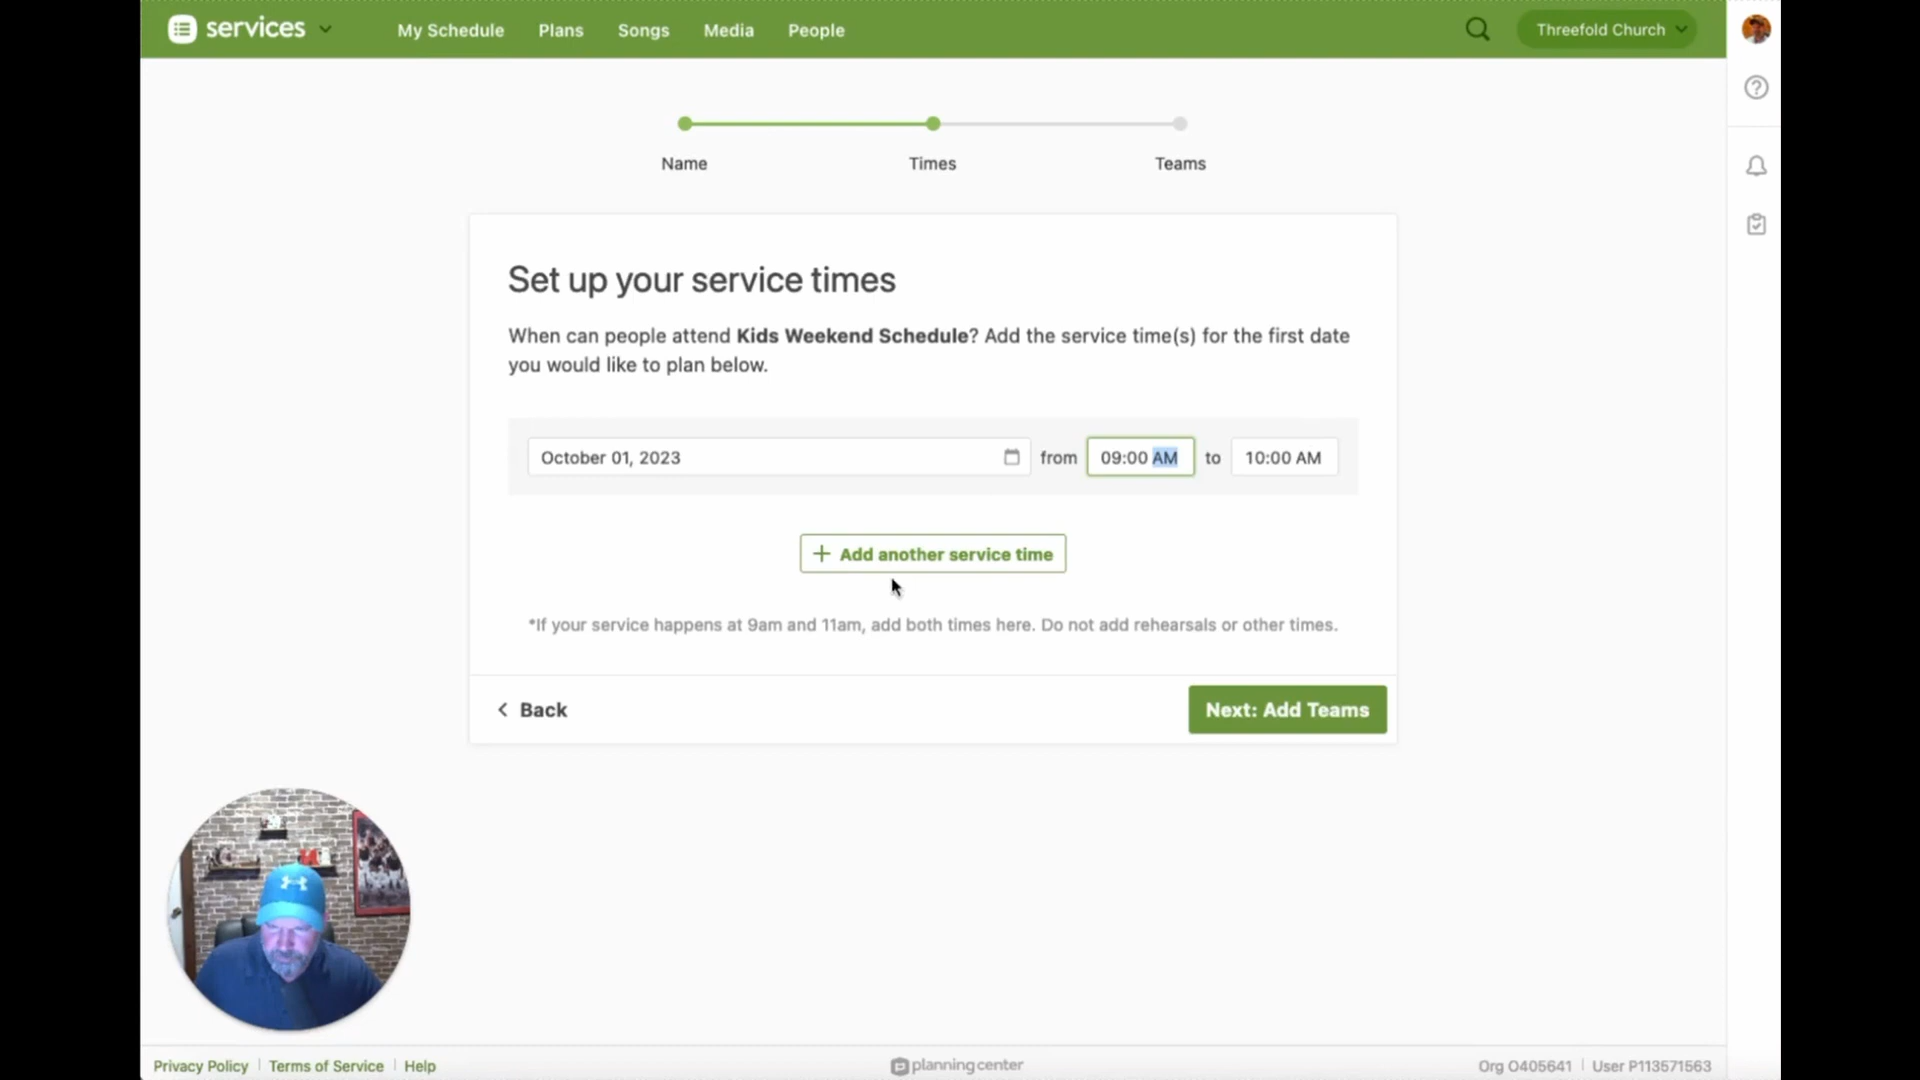 services
My Schedule
Plans
Songs
Media
People
Threefold Church
Name
Times
Teams
Set up your service times
When can people attend Kids Weekend Schedule? Add the service time(s) for the first date
you would like to plan below.
October 01, 2023
from
09:00 AM
to
10:00 AM
+ Add another service time
*If your service happens at 9am and 11am, add both times here. Do not add rehearsals or other times.
Back
Next: Add Teams
Privacy Policy
Terms of Service
Help
planning center
Org O405641
User P113571563